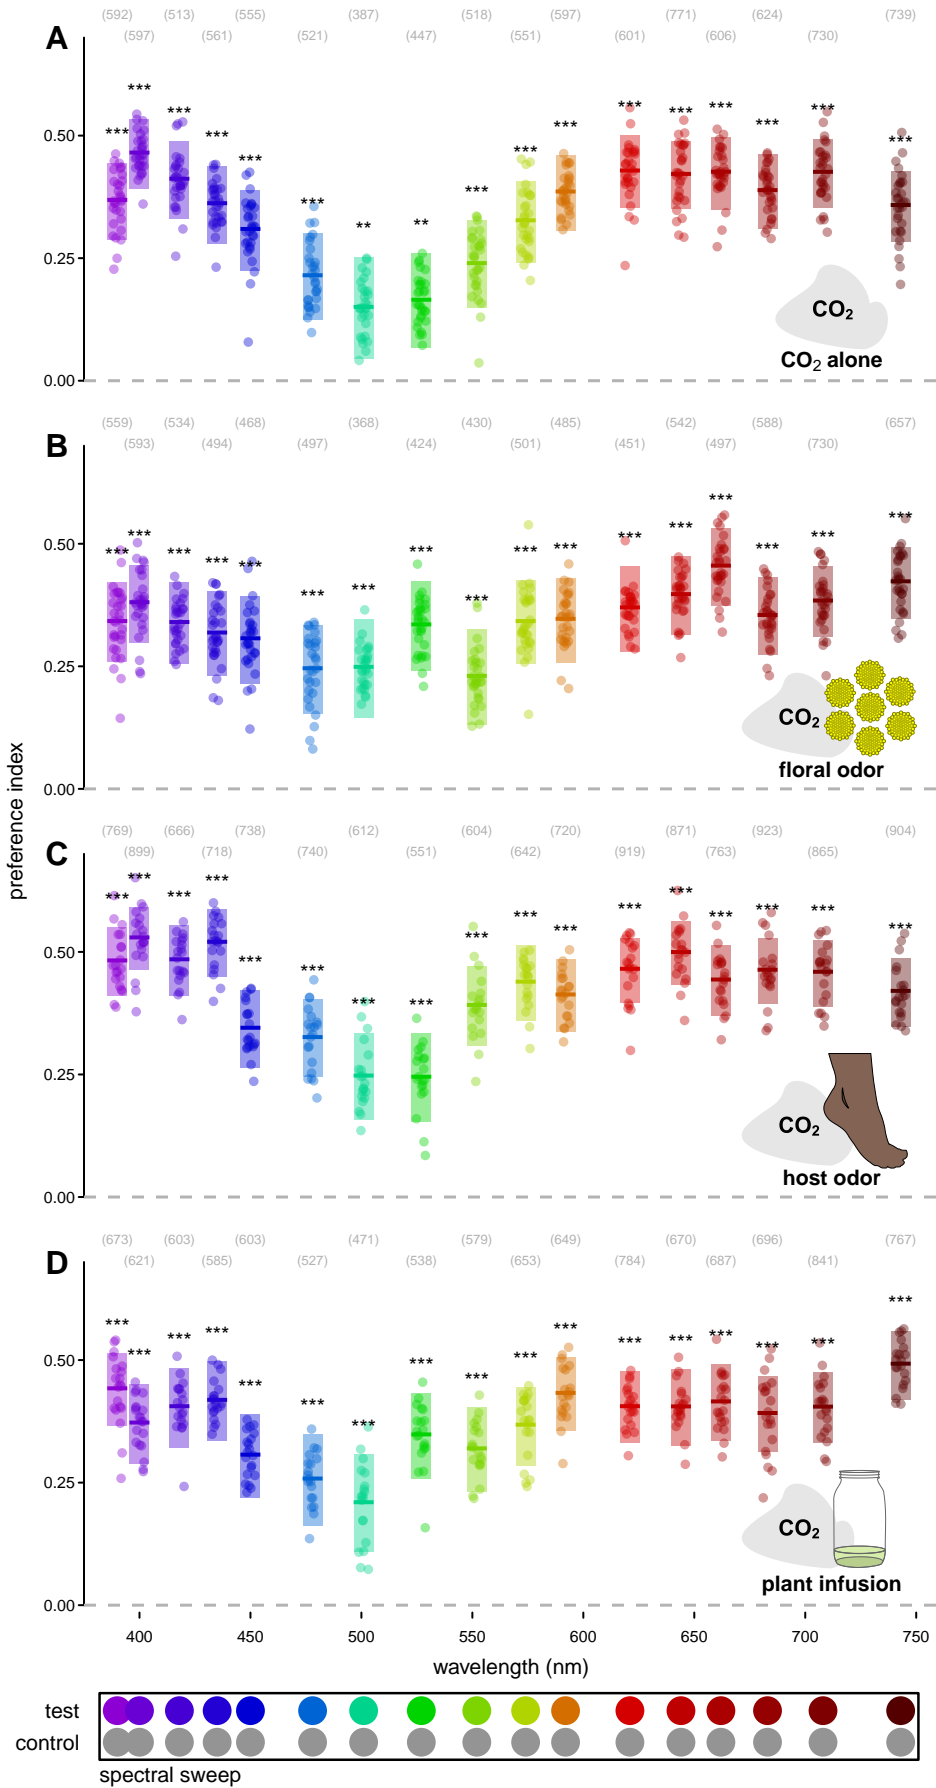 (592) (513) (555) (387) (518) (597) (771) (624) (739)
A (597) (561) (521) (447) (551) (601) (606) (730)
*** *** *** *** *** *** ** ** *** *** *** *** *** *** *** *** ***
0.50
0.25
CO2
CO2 alone
0.00
(559) (534) (468) (368) (430) (485) (542) (588) (657)
B (593) (494) (497) (424) (501) (451) (497) (730)
*** *** *** *** *** *** *** *** *** *** *** *** *** *** *** *** ***
0.50
0.25
CO2
floral odor
0.00
preference index
(769) (666) (738) (612) (604) (720) (871) (923) (904)
C (899) (718) (740) (551) (642) (919) (763) (865)
*** *** *** *** *** *** *** *** *** *** *** *** *** *** *** *** ***
0.50
0.25
CO2
host odor
0.00
(673) (603) (603) (471) (579) (649) (670) (696) (767)
D (621) (585) (527) (538) (653) (784) (687) (841)
*** *** *** *** *** *** *** *** *** *** *** *** *** *** *** *** ***
0.50
0.25
CO2
plant infusion
0.00
400 450 500 550 600 650 700 750
wavelength (nm)
test
control
spectral sweep